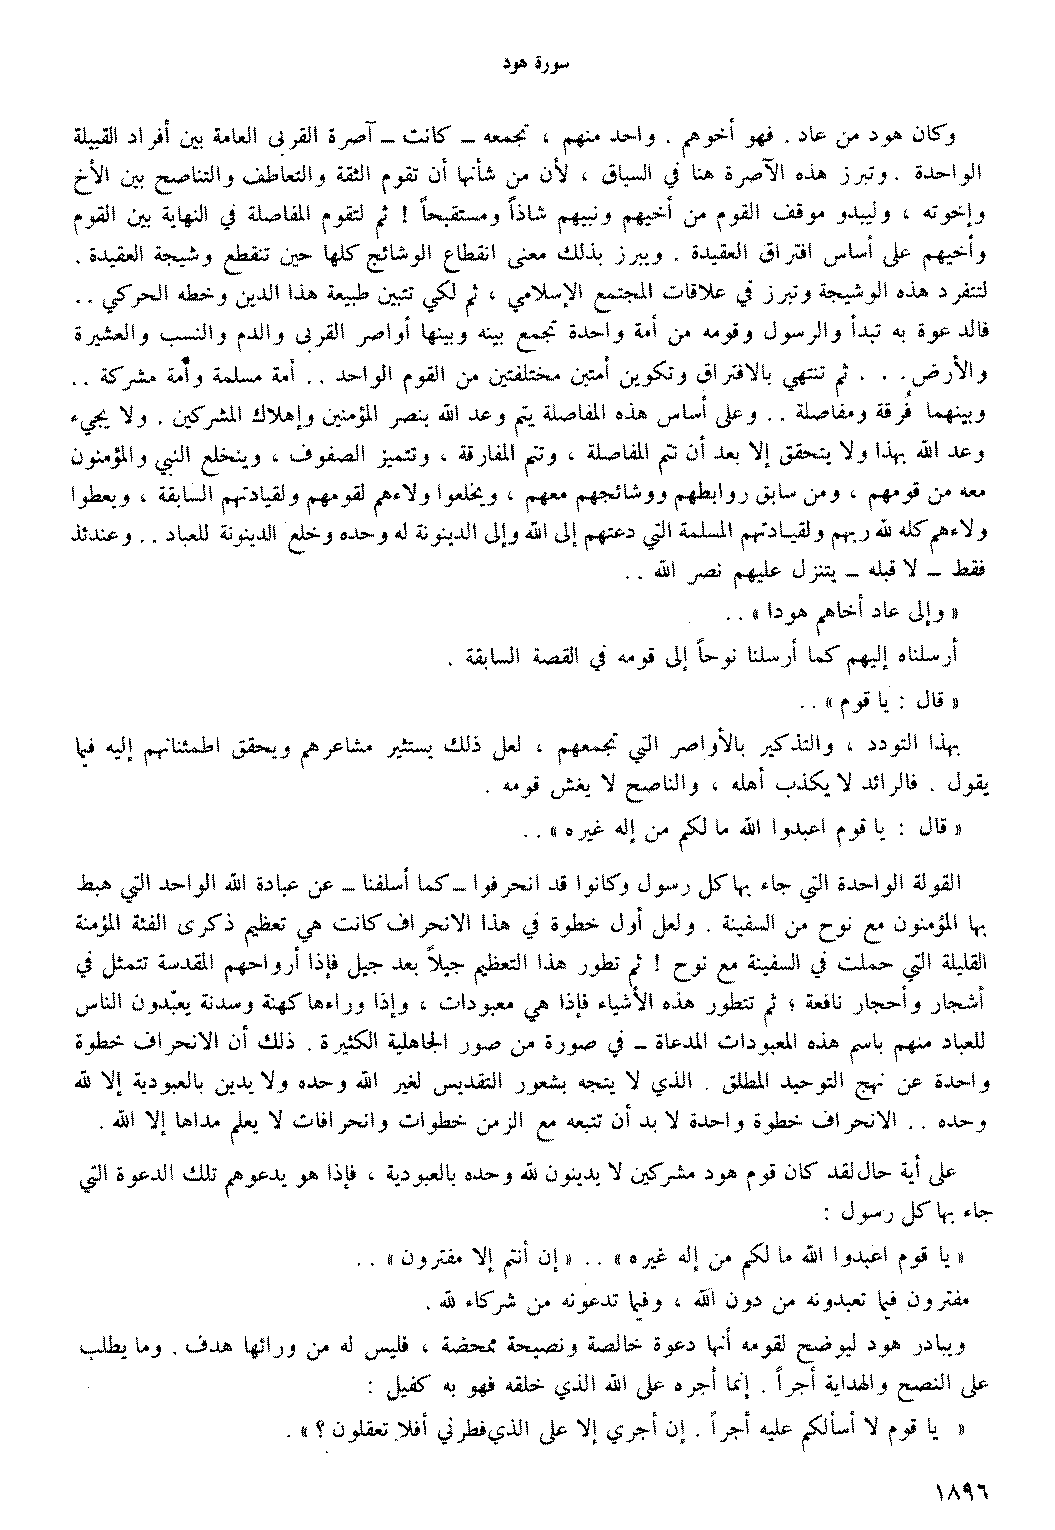 سورة هود
وكان هود من عاد . فهو أخوهم . واحد منهم ، تجمعه – كانت – آصرة القربى العامة بين أفراد القبيلة
الواحدة . وتبرز هذه الآصرة هنا في السياق ، لأن من شأنها أن تقوم الثقة والتعاطف والتناصح بين الأخ
وإخوته ، وليبدو موقف القوم من أخيهم ونبيهم شاذاً ومستقبحاً ! ثم لتقوم المفاصلة في النهاية بين القوم
وأخيهم على أساس افتراق العقيدة . ويبرز بذلك معنى انقطاع الوشائج كلها حين تنقطع وشيجة العقيدة .
لتتفرد هذه الوشيجة وتبرز في علاقات المجتمع الإسلامي ، ثم لكي تتبين طبيعة هذا الدين وخطه الحركي ..
فالدعوة به تبدأ والرسول وقومه من أمة واحدة تجمع بينه وبينها أواصر القربى والدم والنسب والعشيرة
والأرض . . . ثم تنتهي بالافتراق وتكوين أمتين مختلفتين من القوم الواحد .. أمة مسلمة وأمة مشركة ..
وبينهما فُرقة ومفاصلة .. وعلى أساس هذه المفاصلة يتم وعد الله بنصر المؤمنين وإهلاك المشركين . ولا يجيء
وعد الله بهذا ولا يتحقق إلا بعد أن تتم المفاصلة ، وتتم المفارقة ، وتتميز الصفوف ، وينخلع النبي والمؤمنون
معه من قومهم ، ومن سابق روابطهم ووشائجهم معهم ، ويخلعوا ولاءهم لقومهم ولقيادتهم السابقة ، ويعطوا
ولاءهم كله لله ربهم ولقيادتهم المسلمة التي دعتهم إلى الله وإلى الدينونة له وحده وخلع الدينونة للعباد .. وعندئذ
فقط – لا قبله – يتنزل عليهم نصر الله ..
« وإلى عاد أخاهم هودا » ..
أرسلناه إليهم كما أرسلنا نوحاً إلى قومه في القصة السابقة .
« قال : يا قوم » ..
بهذا التودد ، والتذكير بالأواصر التي تجمعهم ، لعل ذلك يستثير مشاعرهم ويحقق اطمئنانهم إليه فيما
يقول . فالرائد لا يكذب أهله ، والناصح لا يغش قومه .
« قال : يا قوم اعبدوا الله ما لكم من إله غيره » ..
القولة الواحدة التي جاء بها كل رسول وكانوا قد انحرفوا – كما أسلفنا – عن عبادة الله الواحد التي هبط
بها المؤمنون مع نوح من السفينة . ولعل أول خطوة في هذا الانحراف كانت هي تعظيم ذكرى الفئة المؤمنة
القليلة التي حملت في السفينة مع نوح ! ثم تطور هذا التعظيم جيلاً بعد جيل فإذا أرواحهم المقدسة تتمثل في
أشجار وأحجار نافعة ؛ ثم تتطور هذه الأشياء فإذا هي معبودات ، وإذا وراءها كهنة وسدنة يعبّدون الناس
للعباد منهم باسم هذه المعبودات المدعاة – في صورة من صور الجاهلية الكثيرة . ذلك أن الانحراف خطوة
واحدة عن نهج التوحيد المطلق . الذي لا يتجه بشعور التقديس لغير الله وحده ولا يدين بالعبودية إلا لله
وحده .. الانحراف خطوة واحدة لا بد أن تتبعه مع الزمن خطوات وانحرافات لا يعلم مداها إلا الله .
على أية حال لقد كان قوم هود مشركين لا يدينون لله وحده بالعبودية ، فإذا هو يدعوهم تلك الدعوة التي
جاء بها كل رسول :
« يا قوم اعبدوا الله ما لكم من إله غيره » .. « إن أنتم إلا مفترون » ..
مفترون فيما تعبدونه من دون الله ، وفيما تدعونه من شركاء لله .
ويبادر هود ليوضح لقومه أنها دعوة خالصة ونصيحة ممحضة ، فليس له من ورائها هدف . وما يطلب
على النصح والهداية أجراً . إنما أجره على الله الذي خلقه فهو به كفيل :
« يا قوم لا أسألكم عليه أجراً . إن أجري إلا على الذي فطرني أفلا تعقلون ؟ » .
١٨٩٦